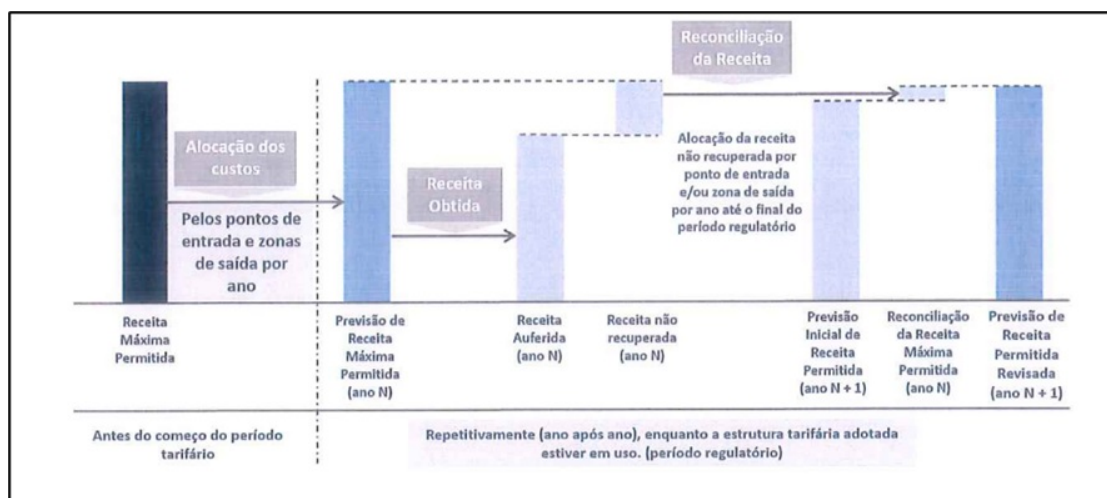 Reconciliação
da Receita
Alocação dos
custos
Pelos pontos de
entrada e zonas
de saída por
ano
Receita
Obtida
Alocação da receita
não recuperada por
ponto de entrada
e/ou zona de saída
por ano até o final do
período regulatório
Receita
Máxima
Permitida
Previsão de
Receita
Máxima
Permitida
(ano N)
Receita
Auferida
(ano N)
Receita não
recuperada
(ano N)
Previsão
Inicial de
Receita
Permitida
(ano N + 1)
Reconciliação
da Receita
Máxima
Permitida
(ano N)
Previsão de
Receita
Permitida
Revisada
(ano N + 1)
Antes do começo do período
tarifário
Repetitivamente (ano após ano), enquanto a estrutura tarifária adotada
estiver em uso. (período regulatório)